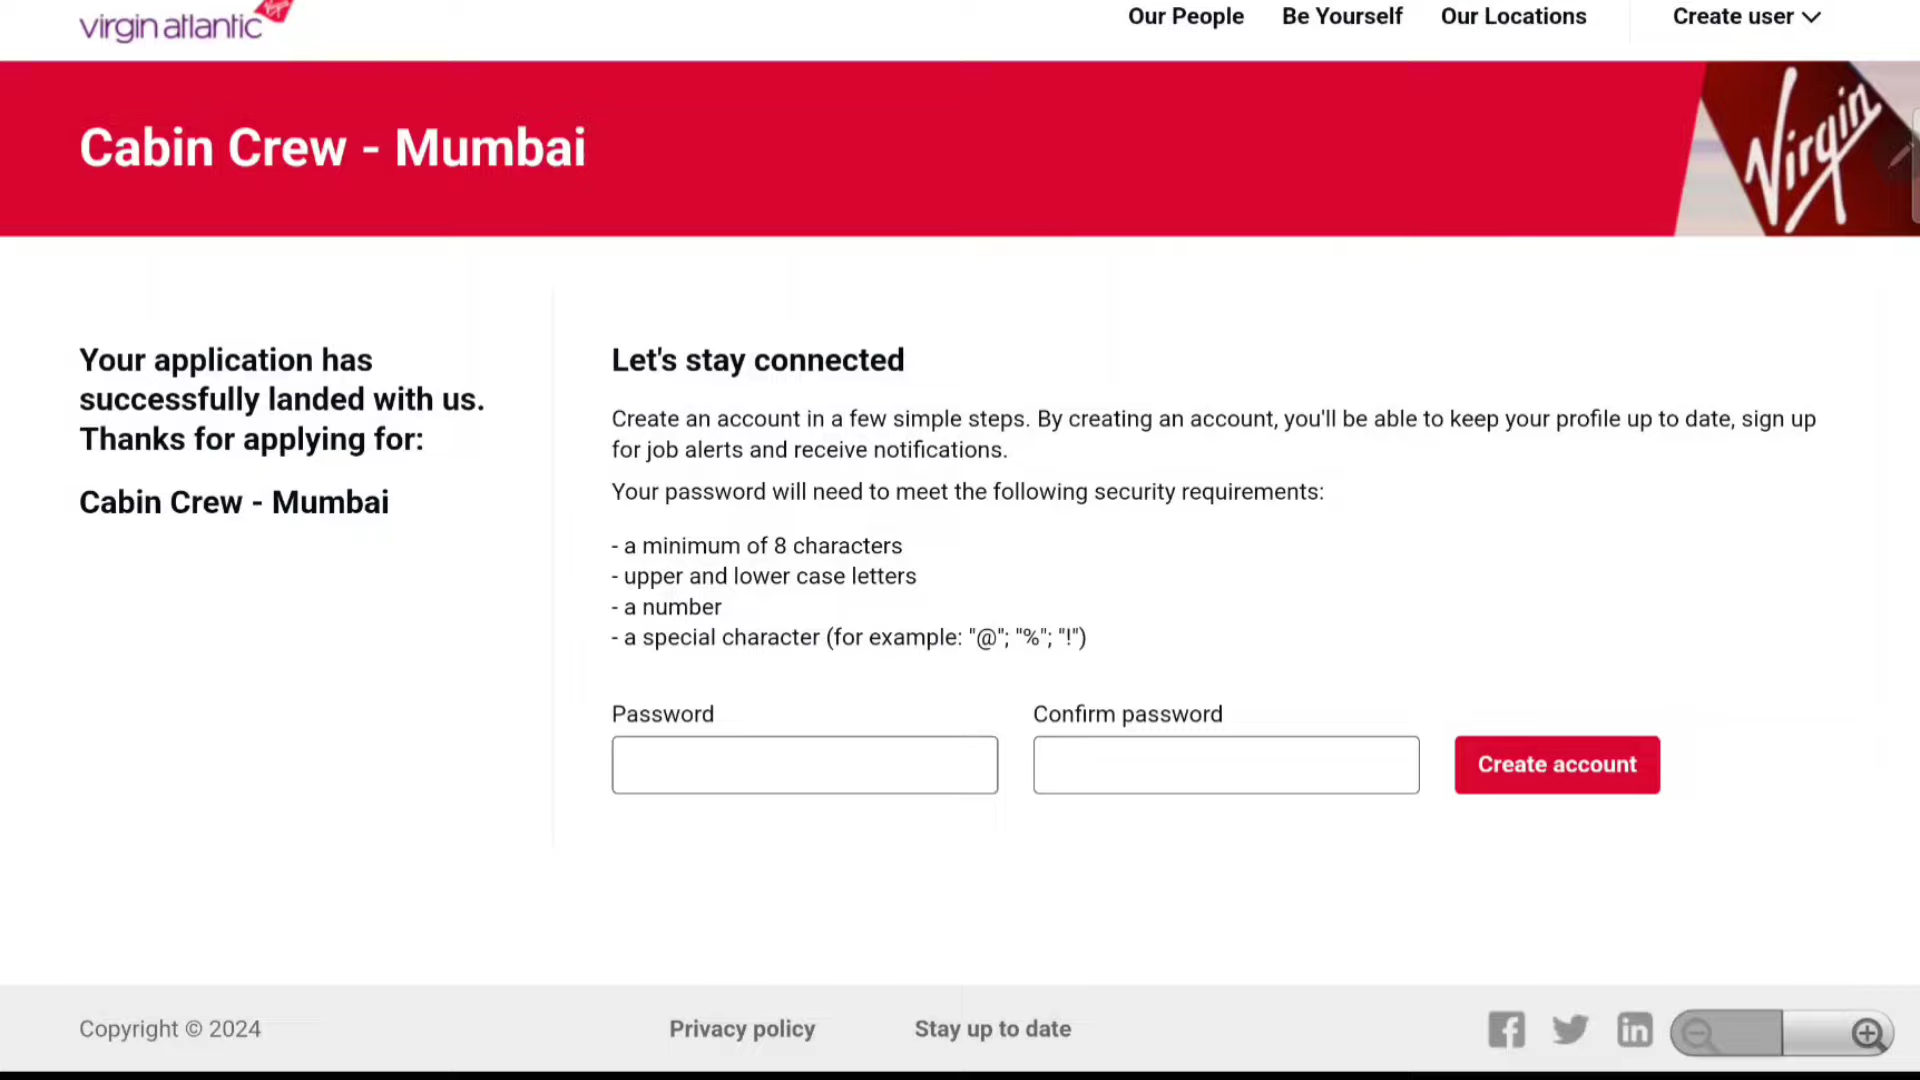 virgin atlantic
Our People Be Yourself Our Locations Create user
Cabin Crew - Mumbai
Virgin
Your application has
successfully landed with us.
Thanks for applying for:
Cabin Crew - Mumbai
Let's stay connected
Create an account in a few simple steps. By creating an account, you'll be able to keep your profile up to date, sign up
for job alerts and receive notifications.
Your password will need to meet the following security requirements:
- a minimum of 8 characters
- upper and lower case letters
- a number
- a special character (for example: "@"; "%"; "!")
Password Confirm password
Create account
Copyright © 2024 Privacy policy Stay up to date